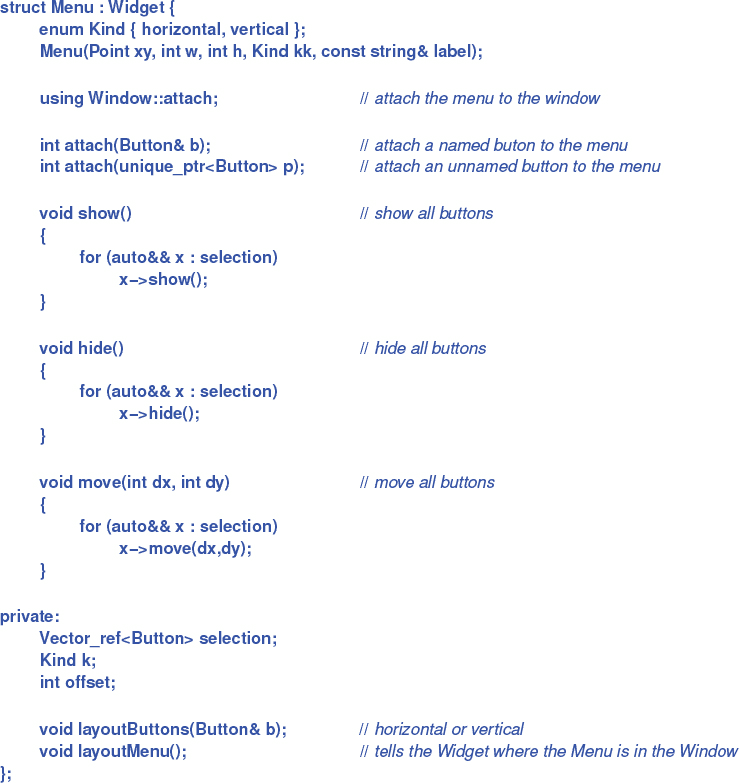 struct Menu : Widget {
enum Kind { horizontal, vertical };
Menu(Point xy, int w, int h, Kind kk, const string& label);
using Window::attach; // attach the menu to the window
int attach(Button& b); // attach a named buton to the menu
int attach(unique_ptr<Button> p); // attach an unnamed button to the menu
void show() // show all buttons
{
for (auto&& x : selection)
x−>show();
}
void hide() // hide all buttons
{
for (auto&& x : selection)
x−>hide();
}
void move(int dx, int dy) // move all buttons
{
for (auto&& x : selection)
x−>move(dx,dy);
}
private:
Vector_ref<Button> selection;
Kind k;
int offset;
void layoutButtons(Button& b); // horizontal or vertical
void layoutMenu(); // tells the Widget where the Menu is in the Window
};